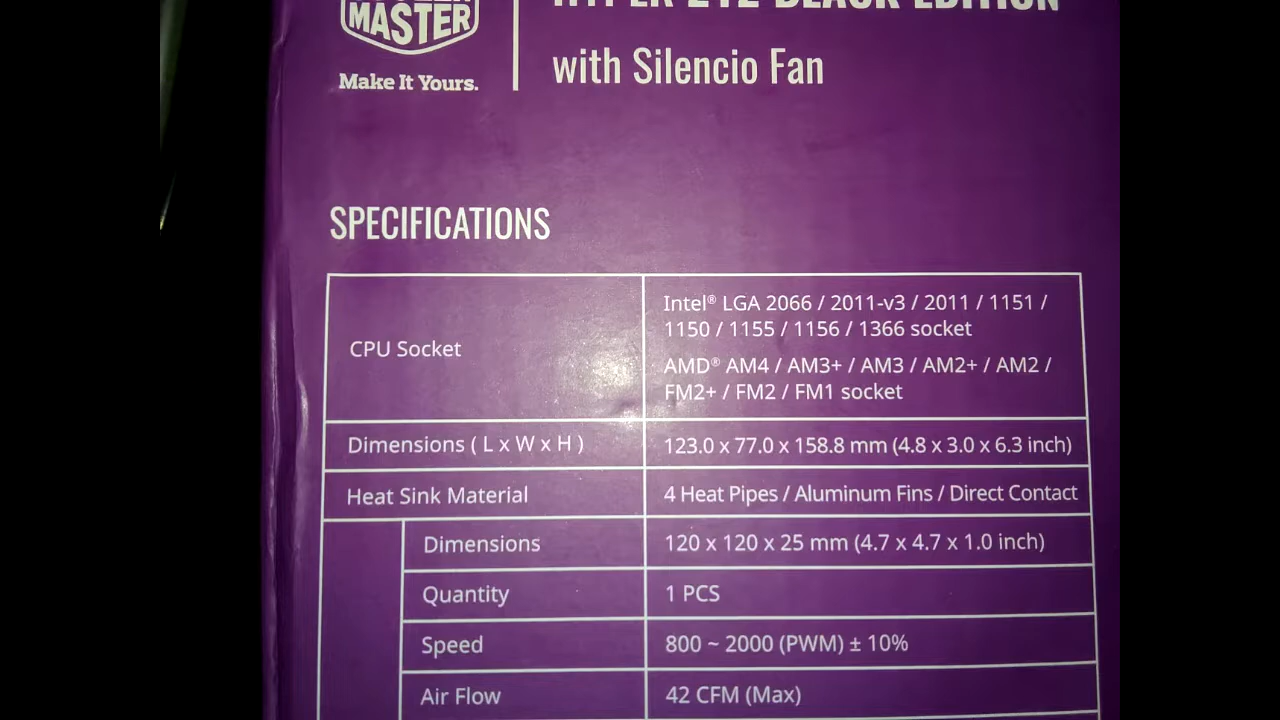 MASTER
Make It Yours.
with Silencio Fan
SPECIFICATIONS
CPU Socket
Intel® LGA 2066 / 2011-v3 / 2011 / 1151 /
1150 / 1155 / 1156 / 1366 socket
AMD® AM4 / AM3+ / AM3 / AM2+ / AM2 /
FM2+ / FM2 / FM1 socket
Dimensions ( L x W x H )
123.0 x 77.0 x 158.8 mm (4.8 x 3.0 x 6.3 inch)
Heat Sink Material
4 Heat Pipes / Aluminum Fins / Direct Contact
Dimensions
120 x 120 x 25 mm (4.7 x 4.7 x 1.0 inch)
Quantity
1 PCS
Speed
800 ~ 2000 (PWM) ± 10%
Air Flow
42 CFM (Max)